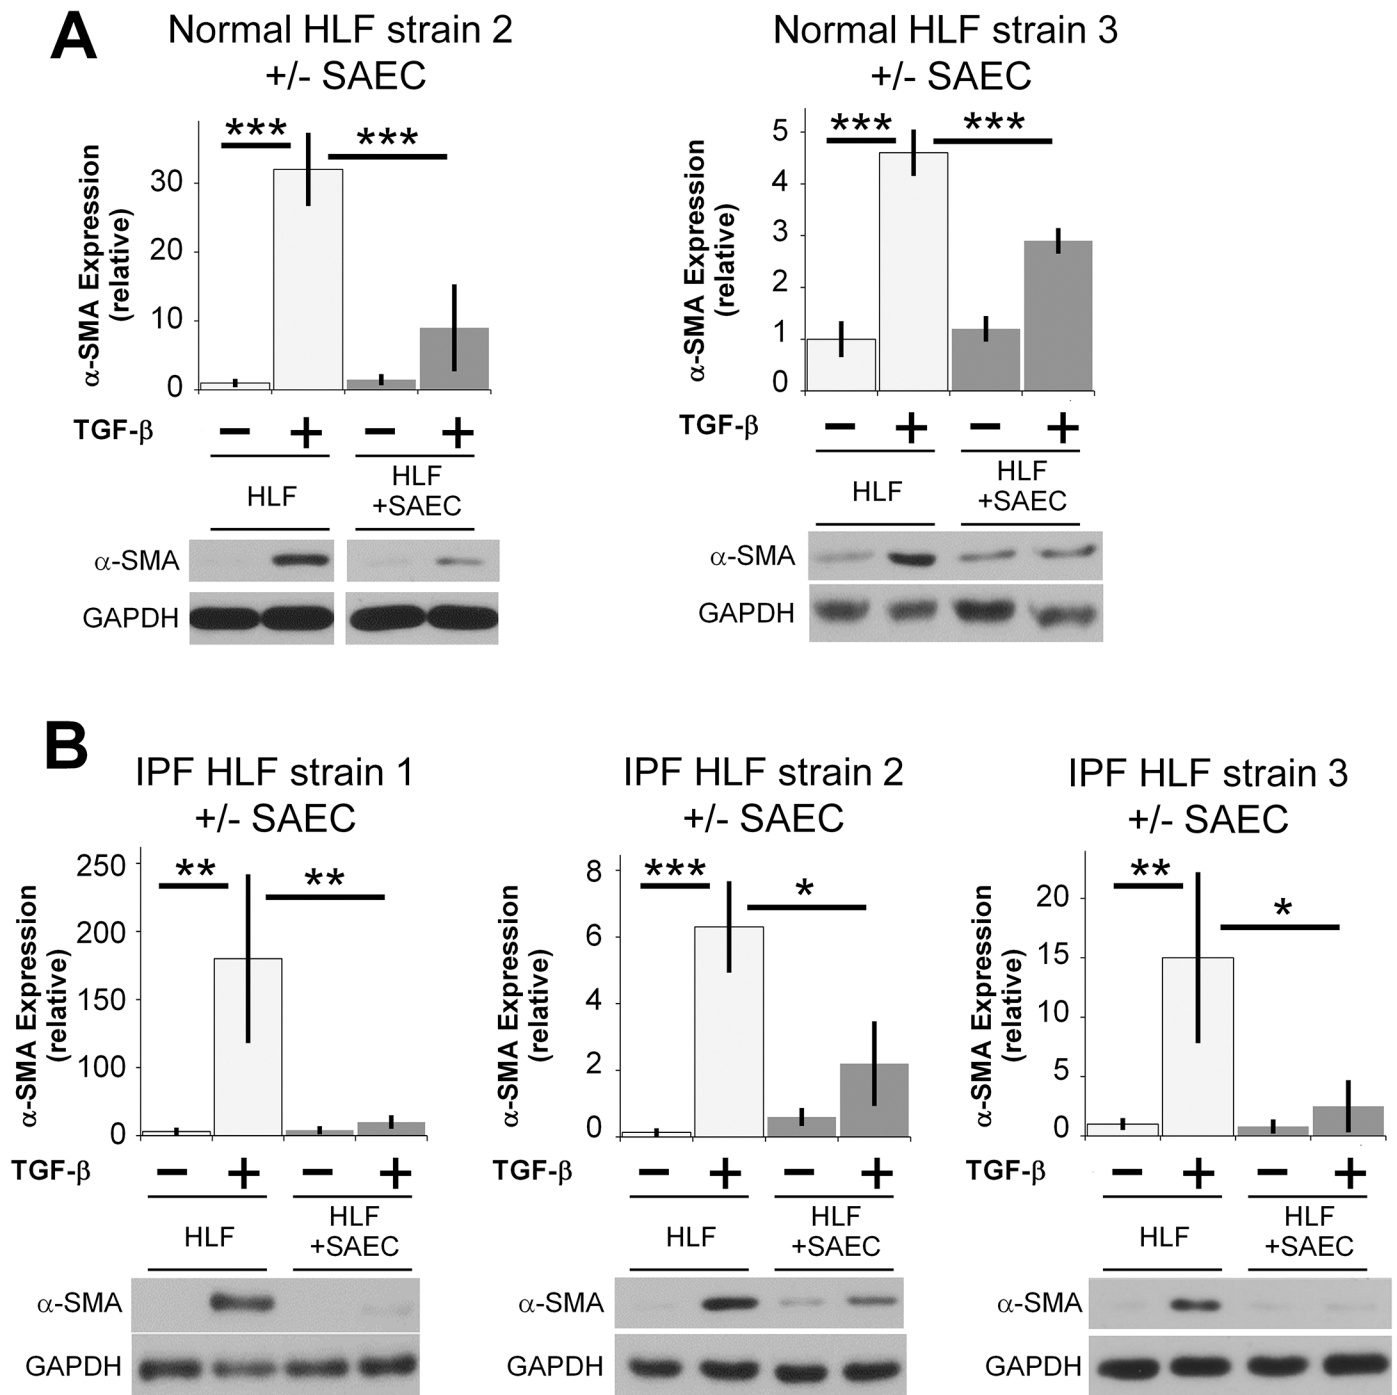 A
Normal HLF strain 2
+/- SAEC
α-SMA Expression
(relative)
30
20
10
0
***
***
TGF-β
− + − +
HLF
HLF
+SAEC
α-SMA
GAPDH
Normal HLF strain 3
+/- SAEC
α-SMA Expression
(relative)
5
4
3
2
1
0
***
***
TGF-β
− + − +
HLF
HLF
+SAEC
α-SMA
GAPDH
B
IPF HLF strain 1
+/- SAEC
α-SMA Expression
(relative)
250
200
150
100
0
**
**
TGF-β
− + − +
HLF
HLF
+SAEC
α-SMA
GAPDH
IPF HLF strain 2
+/- SAEC
α-SMA Expression
(relative)
8
6
4
2
0
***
*
TGF-β
− + − +
HLF
HLF
+SAEC
α-SMA
GAPDH
IPF HLF strain 3
+/- SAEC
α-SMA Expression
(relative)
20
15
10
5
0
**
*
TGF-β
− + − +
HLF
HLF
+SAEC
α-SMA
GAPDH